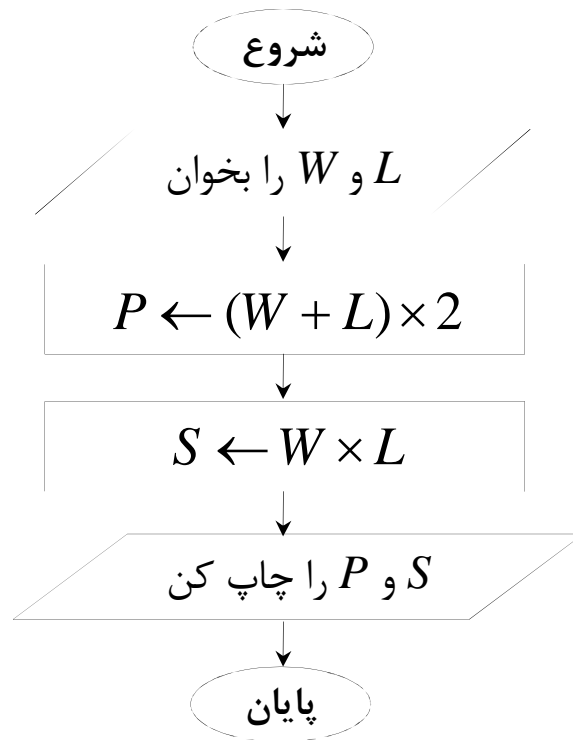 شروع
L و W را بخوان
P ← (W + L) × 2
S ← W × L
S و P را چاپ کن
پایان